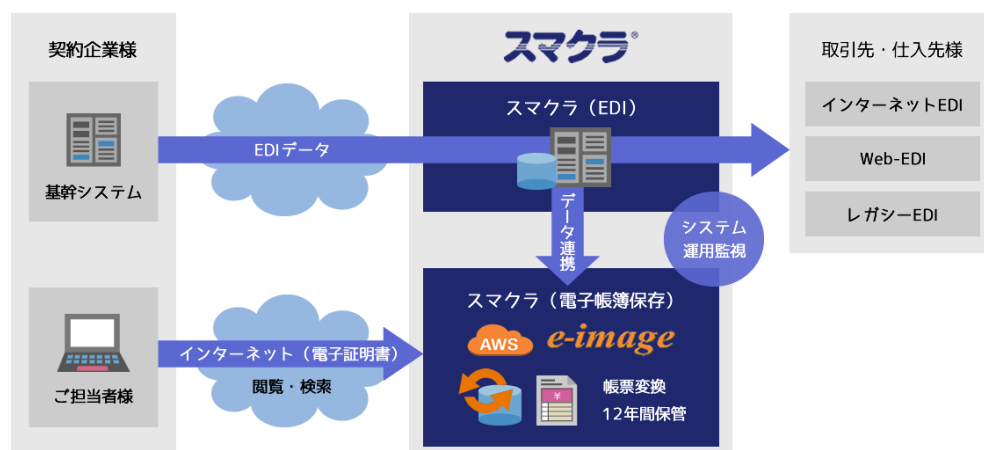 契約企業様
基幹システム
EDIデータ
スマクラ®
スマクラ（EDI）
データ連携
システム
運用監視
取引先・仕入先様
インターネットEDI
Web-EDI
レガシーEDI
ご担当者様
インターネット（電子証明書）
閲覧・検索
スマクラ（電子帳簿保存）
AWS
e-image
¥
帳票変換
12年間保管